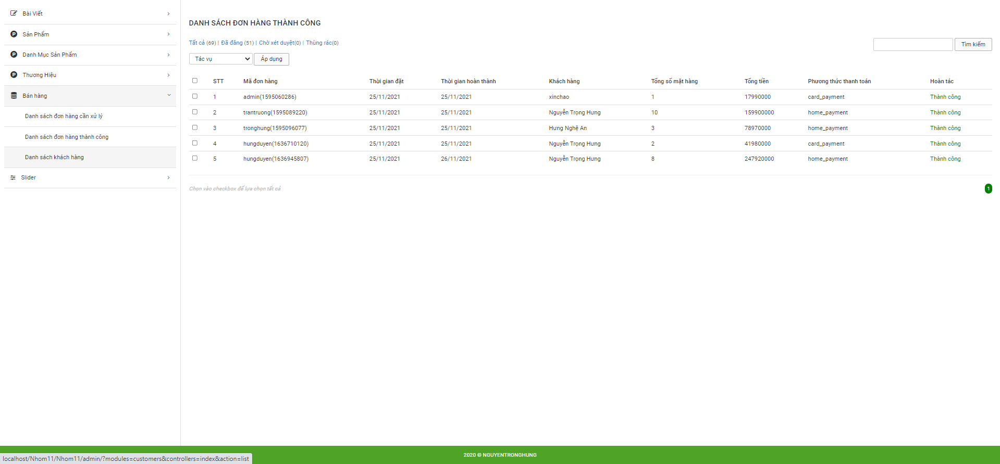 Bài Viết
Sản Phẩm
Danh Mục Sản Phẩm
Thương Hiệu
Bán hàng
Danh sách đơn hàng cần xử lý
Danh sách đơn hàng thành công
Danh sách khách hàng
Slider
DANH SÁCH ĐƠN HÀNG THÀNH CÔNG
Tất cả (69) | Đã đăng (51) | Chờ xét duyệt(0) | Thùng rác(0)
Tìm kiếm
Tác vụ Áp dụng
STT Mã đơn hàng Thời gian đặt Thời gian hoàn thành Khách hàng Tổng số mặt hàng Tổng tiền Phương thức thanh toán Hoàn tác
1 admin(1595060286) 25/11/2021 25/11/2021 xinchao 1 17990000 card_payment Thành công
2 trantruong(1595089220) 25/11/2021 25/11/2021 Nguyễn Trọng Hưng 10 159900000 home_payment Thành công
3 tronghung(1595096077) 25/11/2021 25/11/2021 Hưng Nghệ An 3 78970000 home_payment Thành công
4 hungduyen(1636710120) 25/11/2021 25/11/2021 Nguyễn Trọng Hưng 2 41980000 card_payment Thành công
5 hungduyen(1636945807) 25/11/2021 26/11/2021 Nguyễn Trọng Hưng 8 247920000 home_payment Thành công
Chọn vào checkbox để lựa chọn tất cả
1
2020 © NGUYENTRONGHUNG
localhost/Nhom11/Nhom11/admin/?modules=customers&controllers=index&action=list